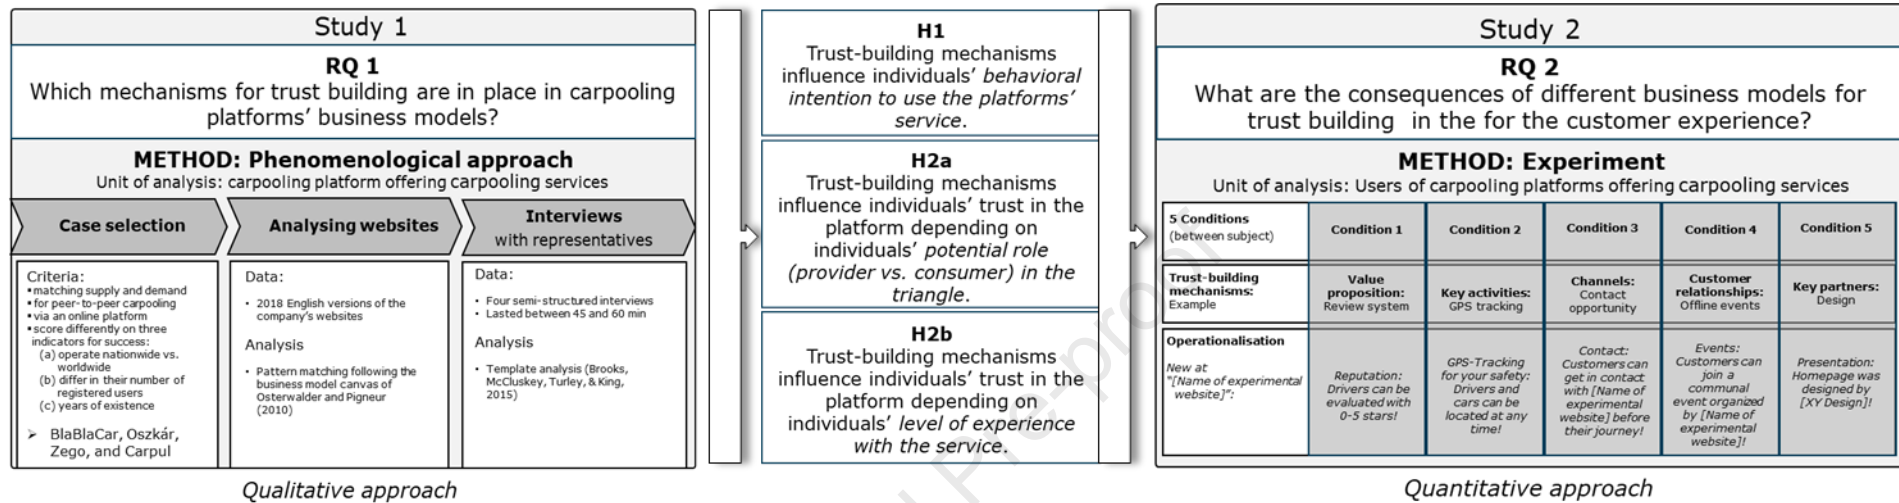 Study 1
RQ 1
Which mechanisms for trust building are in place in carpooling
platforms’ business models?
METHOD: Phenomenological approach
Unit of analysis: carpooling platform offering carpooling services
Case selection
Analysing websites
Interviews
with representatives
Criteria:
▪ matching supply and demand
▪ for peer-to-peer carpooling
▪ via an online platform
▪ score differently on three
indicators for success:
(a) operate nationwide vs.
worldwide
(b) differ in their number of
registered users
(c) years of existence
➢ BlaBlaCar, Oszkár,
Zego, and Carpul
Data:
• 2018 English versions of the
company’s websites
Analysis
• Pattern matching following the
business model canvas of
Osterwalder and Pigneur
(2010)
Data:
• Four semi-structured interviews
• Lasted between 45 and 60 min
Analysis
• Template analysis (Brooks,
McCluskey, Turley, & King,
2015)
Qualitative approach
H1
Trust-building mechanisms
influence individuals’ behavioral
intention to use the platforms’
service.
H2a
Trust-building mechanisms
influence individuals’ trust in the
platform depending on
individuals’ potential role
(provider vs. consumer) in the
triangle.
H2b
Trust-building mechanisms
influence individuals’ trust in the
platform depending on
individuals’ level of experience
with the service.
Study 2
RQ 2
What are the consequences of different business models for
trust building in the for the customer experience?
METHOD: Experiment
Unit of analysis: Users of carpooling platforms offering carpooling services
5 Conditions
(between subject)
Condition 1
Condition 2
Condition 3
Condition 4
Condition 5
Trust-building
mechanisms:
Example
Value
proposition:
Review system
Key activities:
GPS tracking
Channels:
Contact
opportunity
Customer
relationships:
Offline events
Key partners:
Design
Operationalisation
New at
"[Name of experimental
website]":
Reputation:
Drivers can be
evaluated with
0-5 stars!
GPS-Tracking
for your safety:
Drivers and
cars can be
located at any
time!
Contact:
Customers can
get in contact
with [Name of
experimental
website] before
their journey!
Events:
Customers can
join a
communal
event organized
by [Name of
experimental
website]!
Presentation:
Homepage was
designed by
[XY Design]!
Quantitative approach
Pre-proof